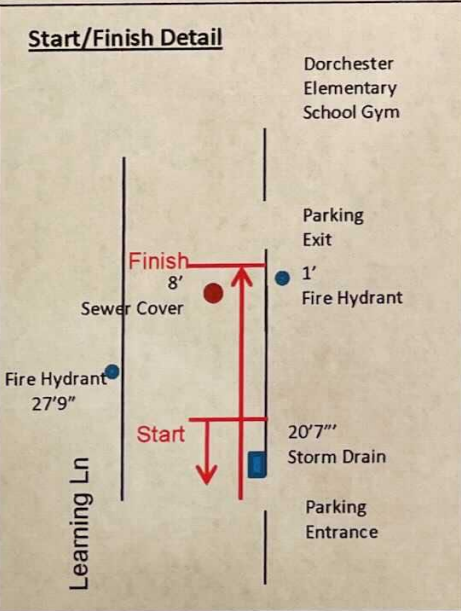 Start/Finish Detail
Dorchester
Elementary
School Gym
Parking
Exit
Finish
8’
Sewer Cover
1’
Fire Hydrant
Fire Hydrant
27’9”
Start
20’7”’
Storm Drain
Learning Ln
Parking
Entrance